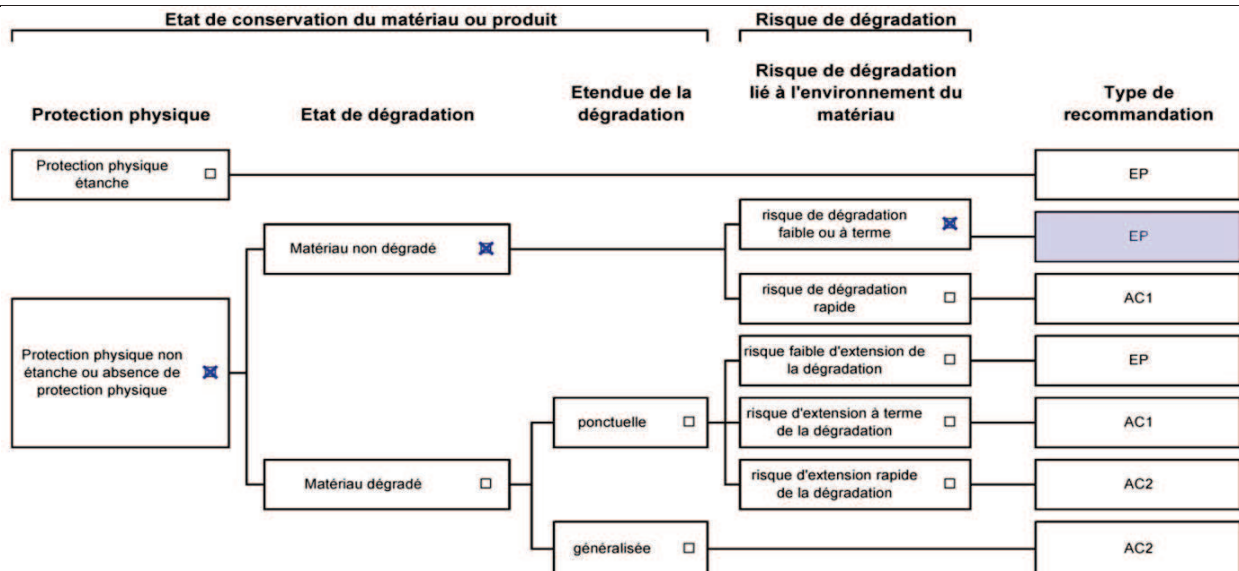 Etat de conservation du matériau ou produit
Risque de dégradation
Protection physique
Etat de dégradation
Etendue de la
dégradation
Risque de dégradation
lié à l'environnement du
matériau
Type de
recommandation
Protection physique
étanche
EP
Matériau non dégradé
risque de dégradation
faible ou à terme
EP
risque de dégradation
rapide
AC1
Protection physique non
étanche ou absence de
protection physique
risque faible d'extension de
la dégradation
EP
ponctuelle
risque d'extension à terme
de la dégradation
AC1
Matériau dégradé
risque d'extension rapide
de la dégradation
AC2
généralisée
AC2